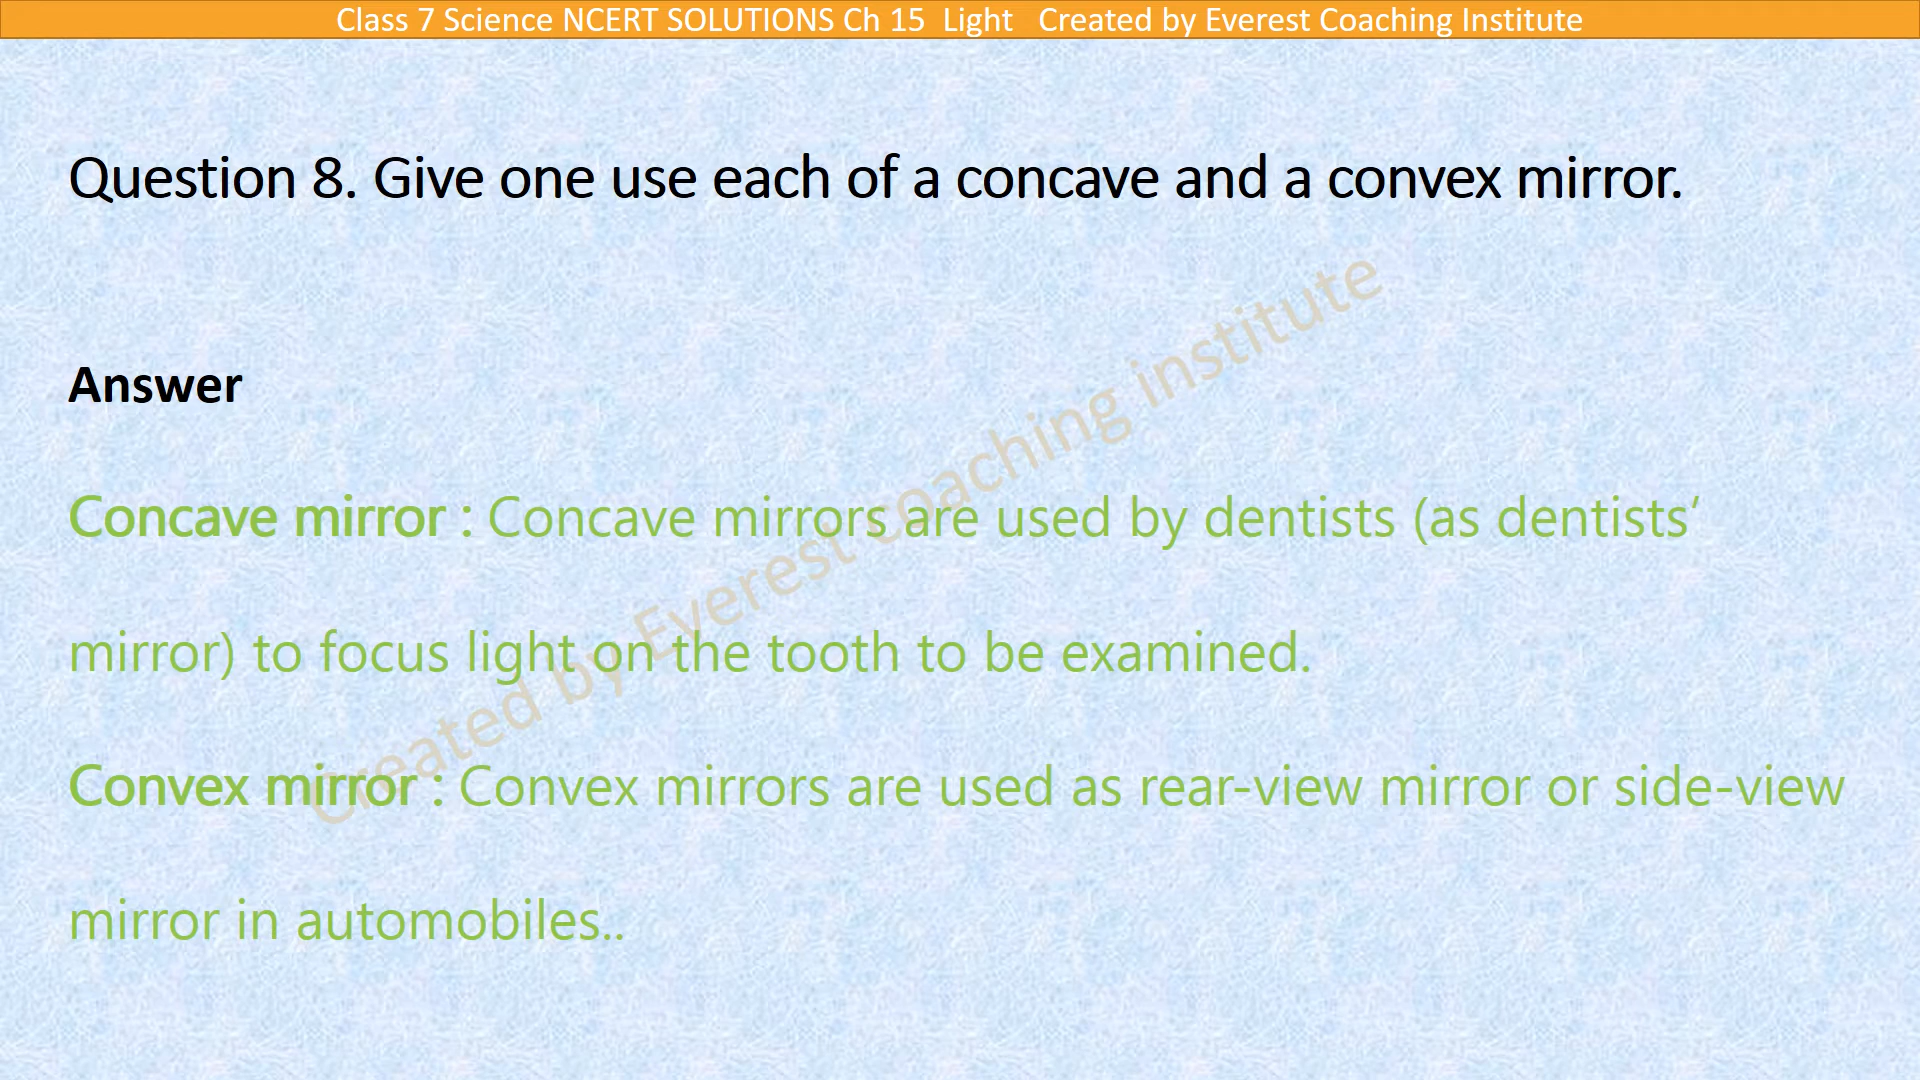 Class 7 Science NCERT SOLUTIONS Ch 15  Light   Created by Everest Coaching Institute
Question 8. Give one use each of a concave and a convex mirror.
Answer
Concave mirror : Concave mirrors are used by dentists (as dentists‘
mirror) to focus light on the tooth to be examined.
Convex mirror : Convex mirrors are used as rear-view mirror or side-view
mirror in automobiles..
Created by Everest coaching institute